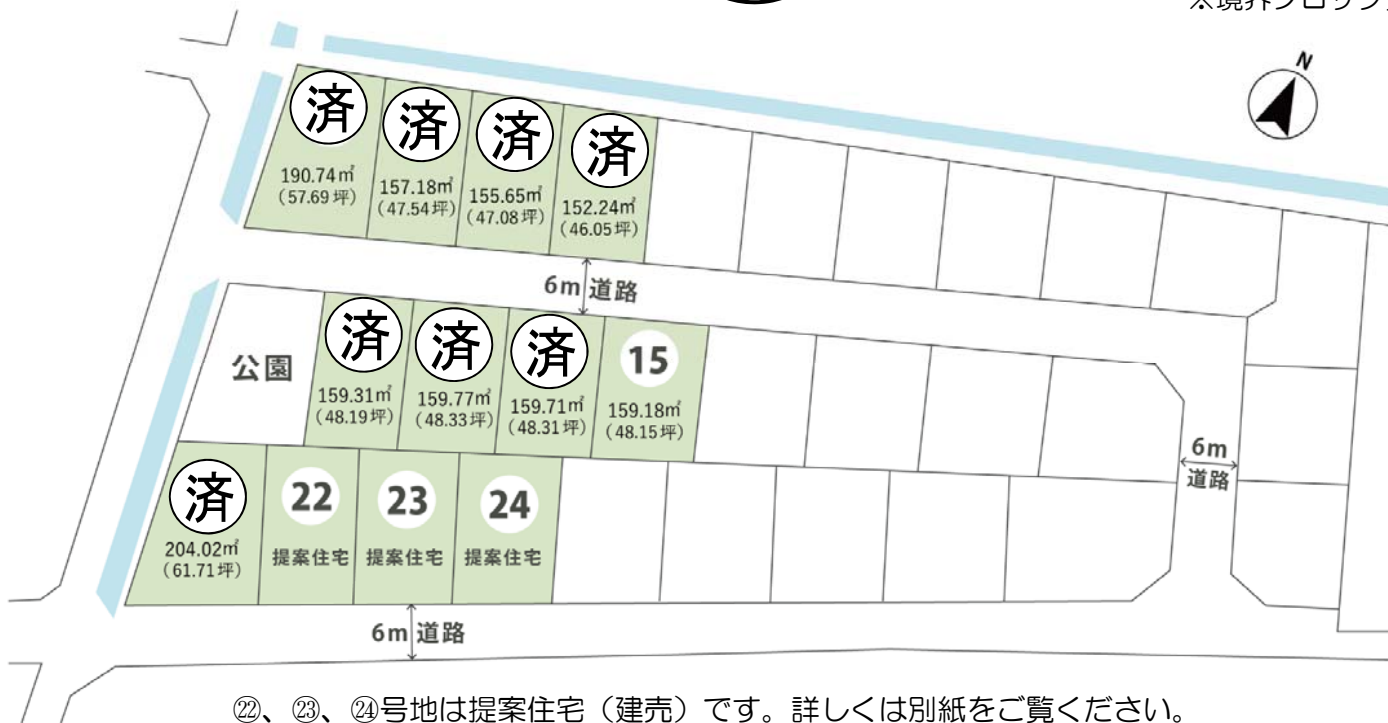 ※境界ブロック
N
済 済 済 済
190.74㎡
(57.69坪)
157.18㎡
(47.54坪)
155.65㎡
(47.08坪)
152.24㎡
(46.05坪)
6m 道路
公園
済 済 済 15
159.31㎡
(48.19坪)
159.77㎡
(48.33坪)
159.71㎡
(48.31坪)
159.18㎡
(48.15坪)
6m
道路
済
204.02㎡
(61.71坪)
22
提案住宅
23
提案住宅
24
提案住宅
6m 道路
㉒、㉓、㉔号地は提案住宅（建売）です。詳しくは別紙をご覧ください。